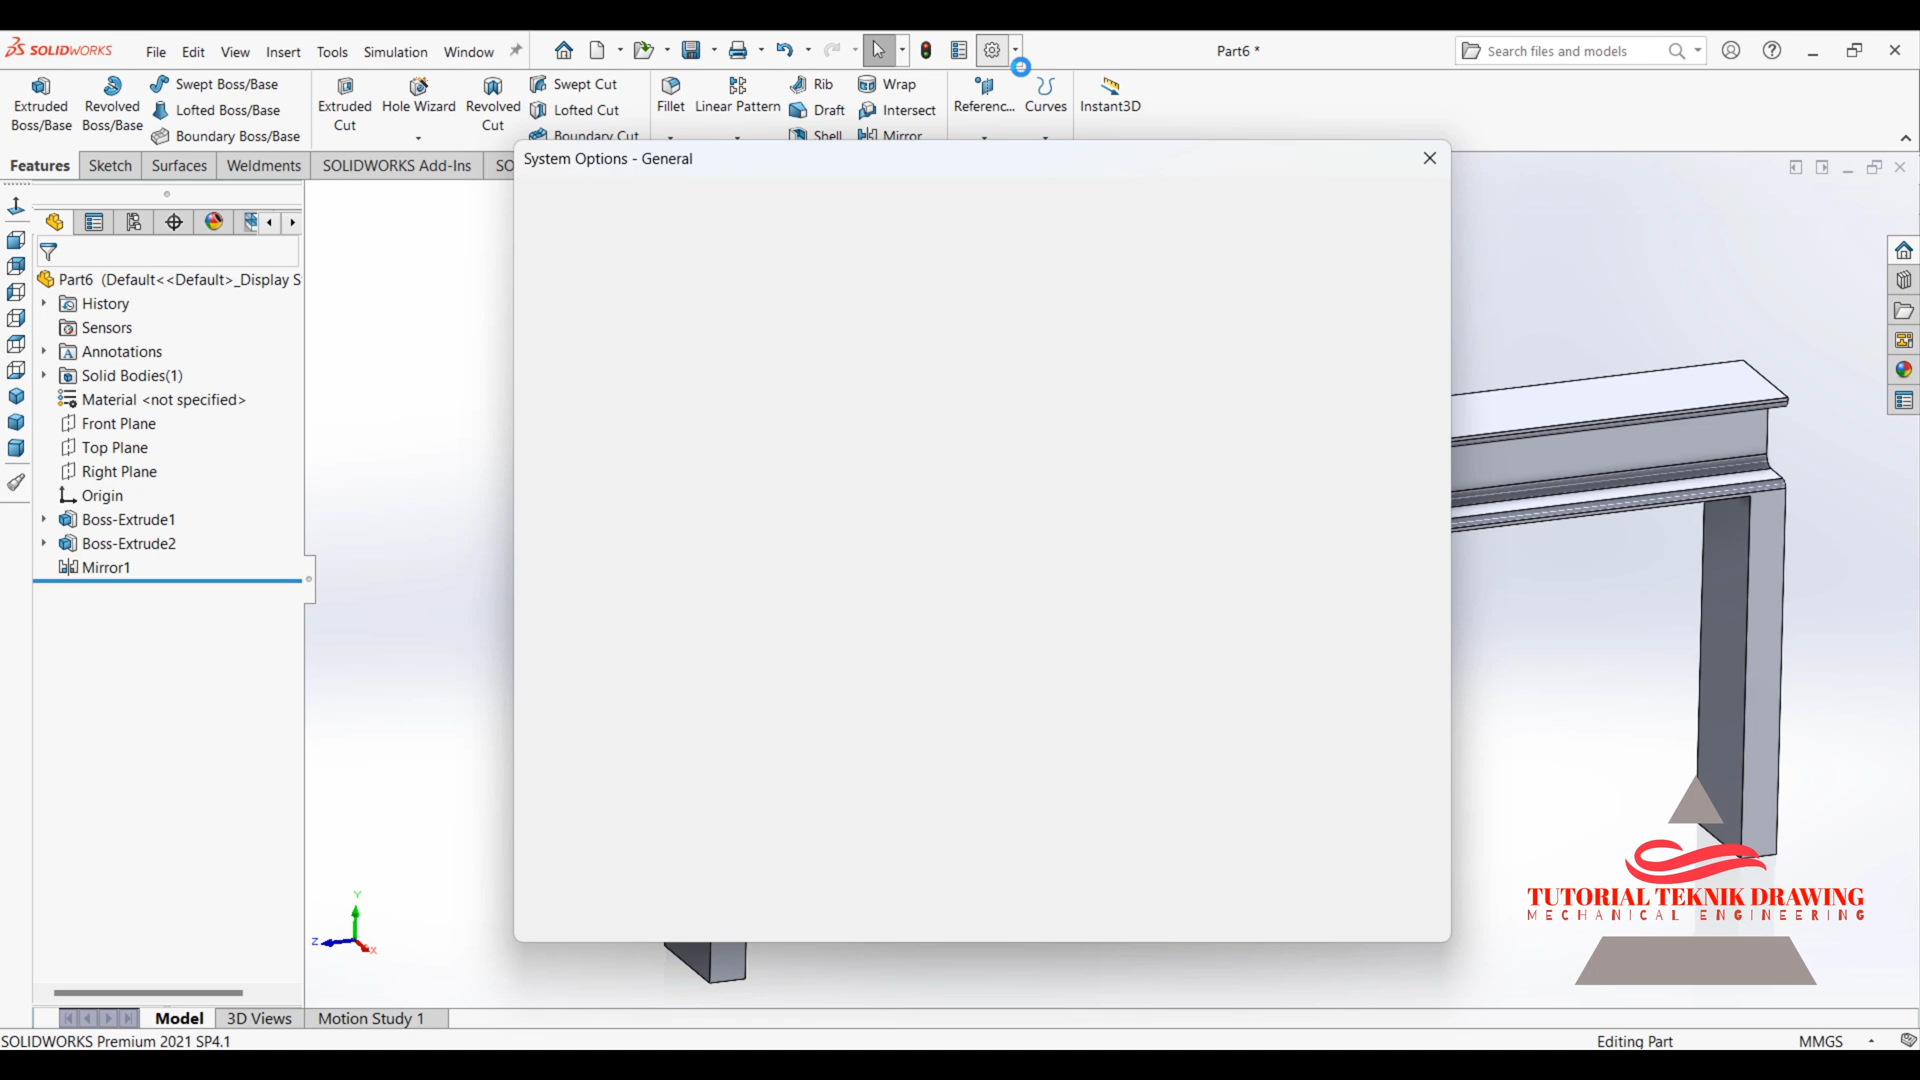 SOLIDWORKS File Edit View Insert Tools Simulation Window
Part6 *
Search files and models
Extruded Boss/Base
Revolved Boss/Base
Swept Boss/Base
Lofted Boss/Base
Boundary Boss/Base
Extruded Cut
Hole Wizard
Revolved Cut
Swept Cut
Lofted Cut
Boundary Cut
Fillet
Linear Pattern
Rib
Draft
Shell
Wrap
Intersect
Mirror
Referenc...
Curves
Instant3D
Features Sketch Surfaces Weldments SOLIDWORKS Add-Ins SO
System Options - General
Part6 (Default<<Default>_Display S
History
Sensors
Annotations
Solid Bodies(1)
Material <not specified>
Front Plane
Top Plane
Right Plane
Origin
Boss-Extrude1
Boss-Extrude2
Mirror1
Y
Z
X
TUTORIAL TEKNIK DRAWING
MECHANICAL ENGINEERING
Model 3D Views Motion Study 1
SOLIDWORKS Premium 2021 SP4.1
Editing Part
MMGS